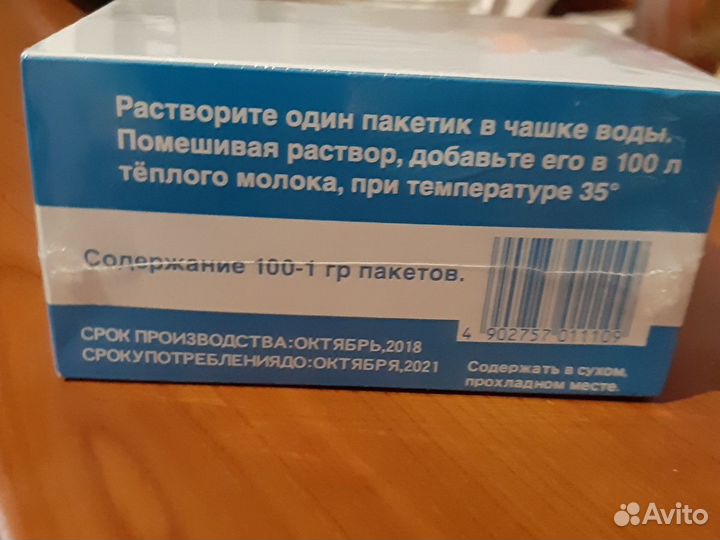 Растворите один пакетик в чашке воды.
Помешивая раствор, добавьте его в 100 л
тёплого молока, при температуре 35°
Содержание 100-1 гр пакетов.
4 902757 011109
СРОК ПРОИЗВОДСТВА:ОКТЯБРЬ,2018
СРОКУПОТРЕБЛЕНИЯДО:ОКТЯБРЯ,2021
Содержать в сухом,
прохладном месте.
Avito